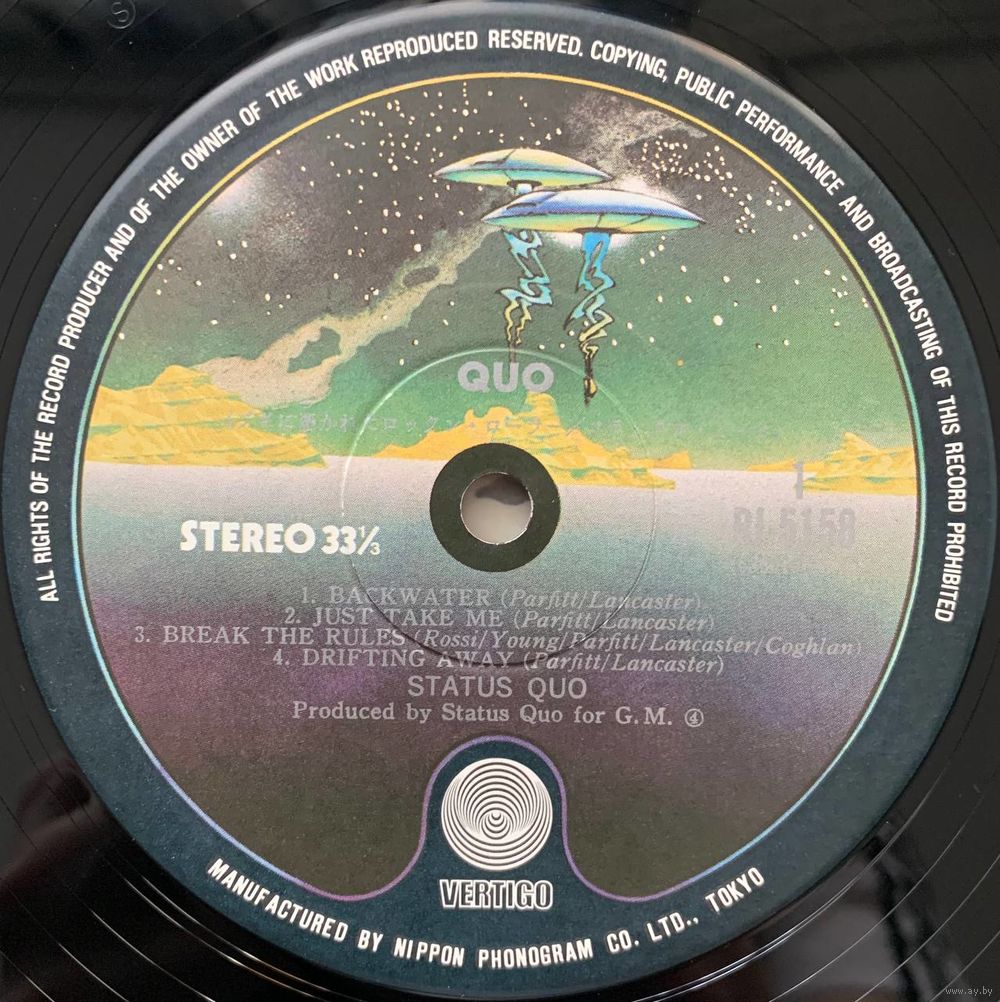 ALL RIGHTS OF THE RECORD PRODUCER AND OF THE OWNER OF THE WORK REPRODUCED RESERVED. COPYING, PUBLIC PERFORMANCE AND BROADCASTING OF THIS RECORD PROHIBITED
QUO
STEREO 33⅓
1. BACKWATER (Parfitt/Lancaster)
2. JUST TAKE ME (Parfitt/Lancaster)
3. BREAK THE RULES (Rossi/Young/Parfitt/Lancaster/Coghlan)
4. DRIFTING AWAY (Parfitt/Lancaster)
STATUS QUO
Produced by Status Quo for G.M. ④
VERTIGO
MANUFACTURED BY NIPPON PHONOGRAM CO. LTD., TOKYO
www.ay.by